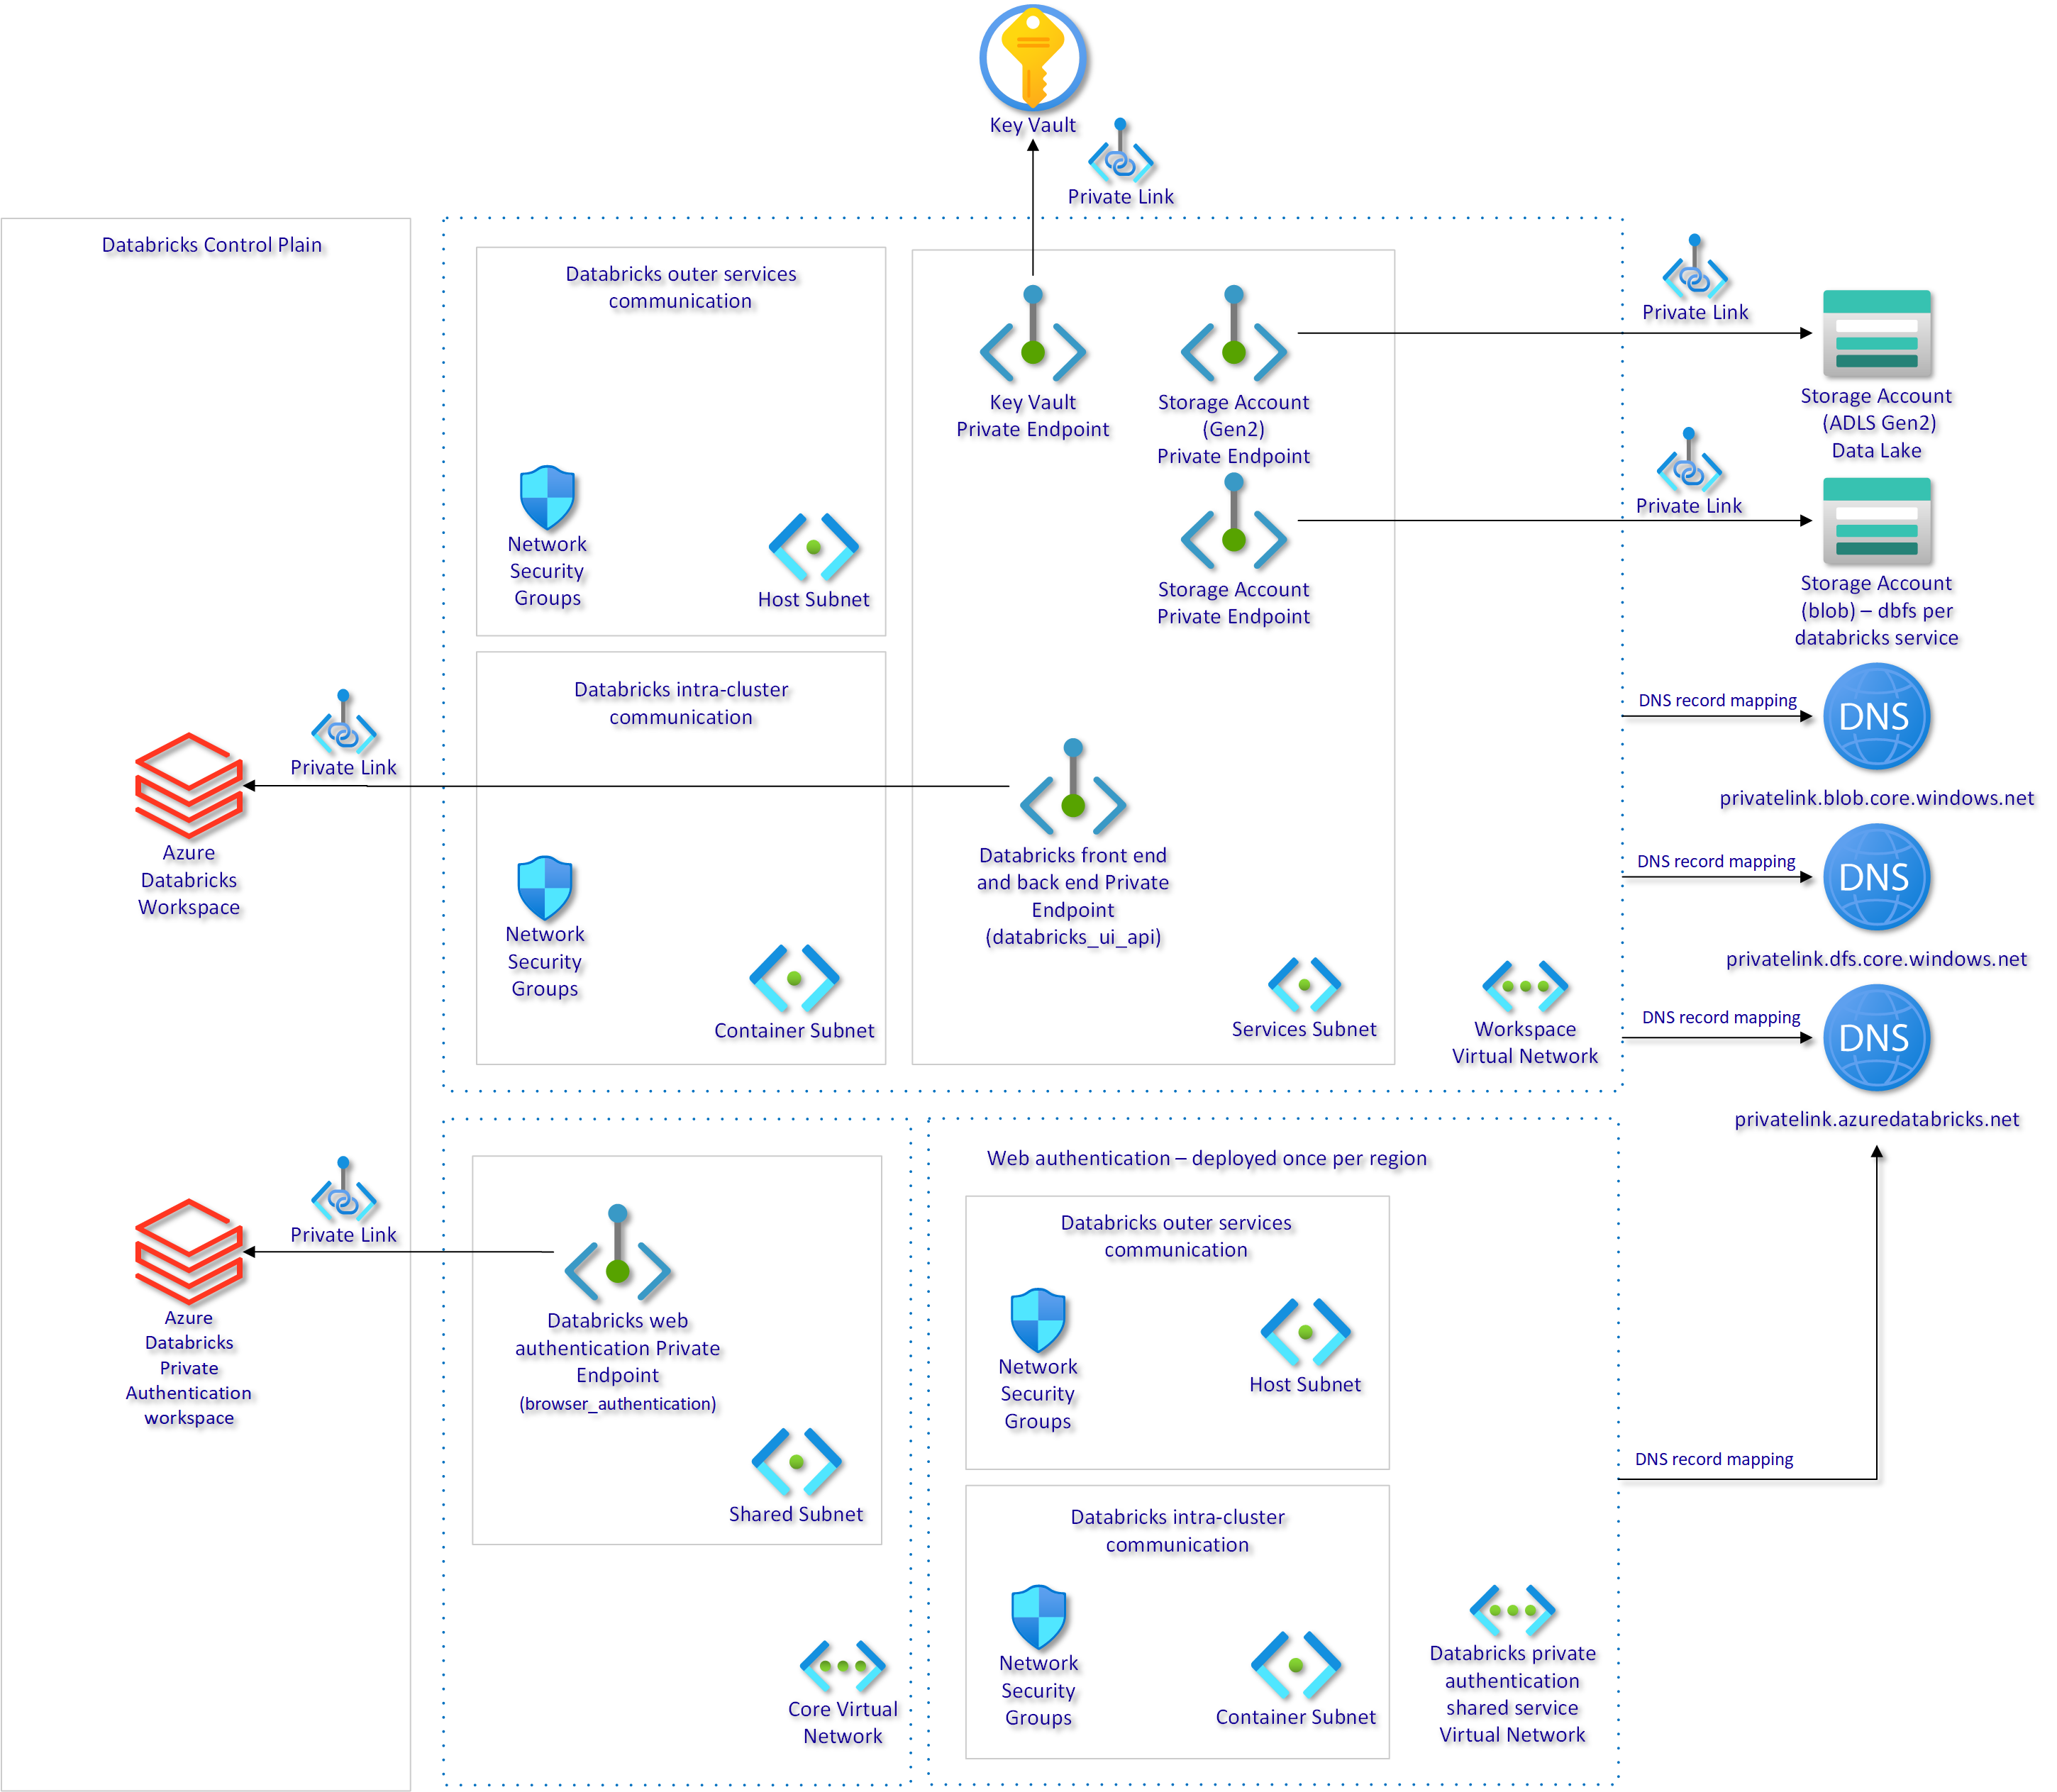 Key Vault
Private Link
Databricks Control Plain
Databricks outer services
communication
Network
Security
Groups
Host Subnet
Key Vault
Private Endpoint
Storage Account
(Gen2)
Private Endpoint
Storage Account
Private Endpoint
Private Link
Storage Account
(ADLS Gen2)
Data Lake
Private Link
Storage Account
(blob) – dbfs per
databricks service
Databricks intra-cluster
communication
Network
Security
Groups
Container Subnet
Private Link
Azure
Databricks
Workspace
Databricks front end
and back end Private
Endpoint
(databricks_ui_api)
Services Subnet
Workspace
Virtual Network
DNS record mapping
DNS
privatelink.blob.core.windows.net
DNS record mapping
DNS
privatelink.dfs.core.windows.net
DNS record mapping
DNS
privatelink.azuredatabricks.net
Private Link
Azure
Databricks
Private
Authentication
workspace
Databricks web
authentication Private
Endpoint
(browser_authentication)
Shared Subnet
Core Virtual
Network
Web authentication – deployed once per region
Databricks outer services
communication
Network
Security
Groups
Host Subnet
Databricks intra-cluster
communication
Network
Security
Groups
Container Subnet
Databricks private
authentication
shared service
Virtual Network
DNS record mapping